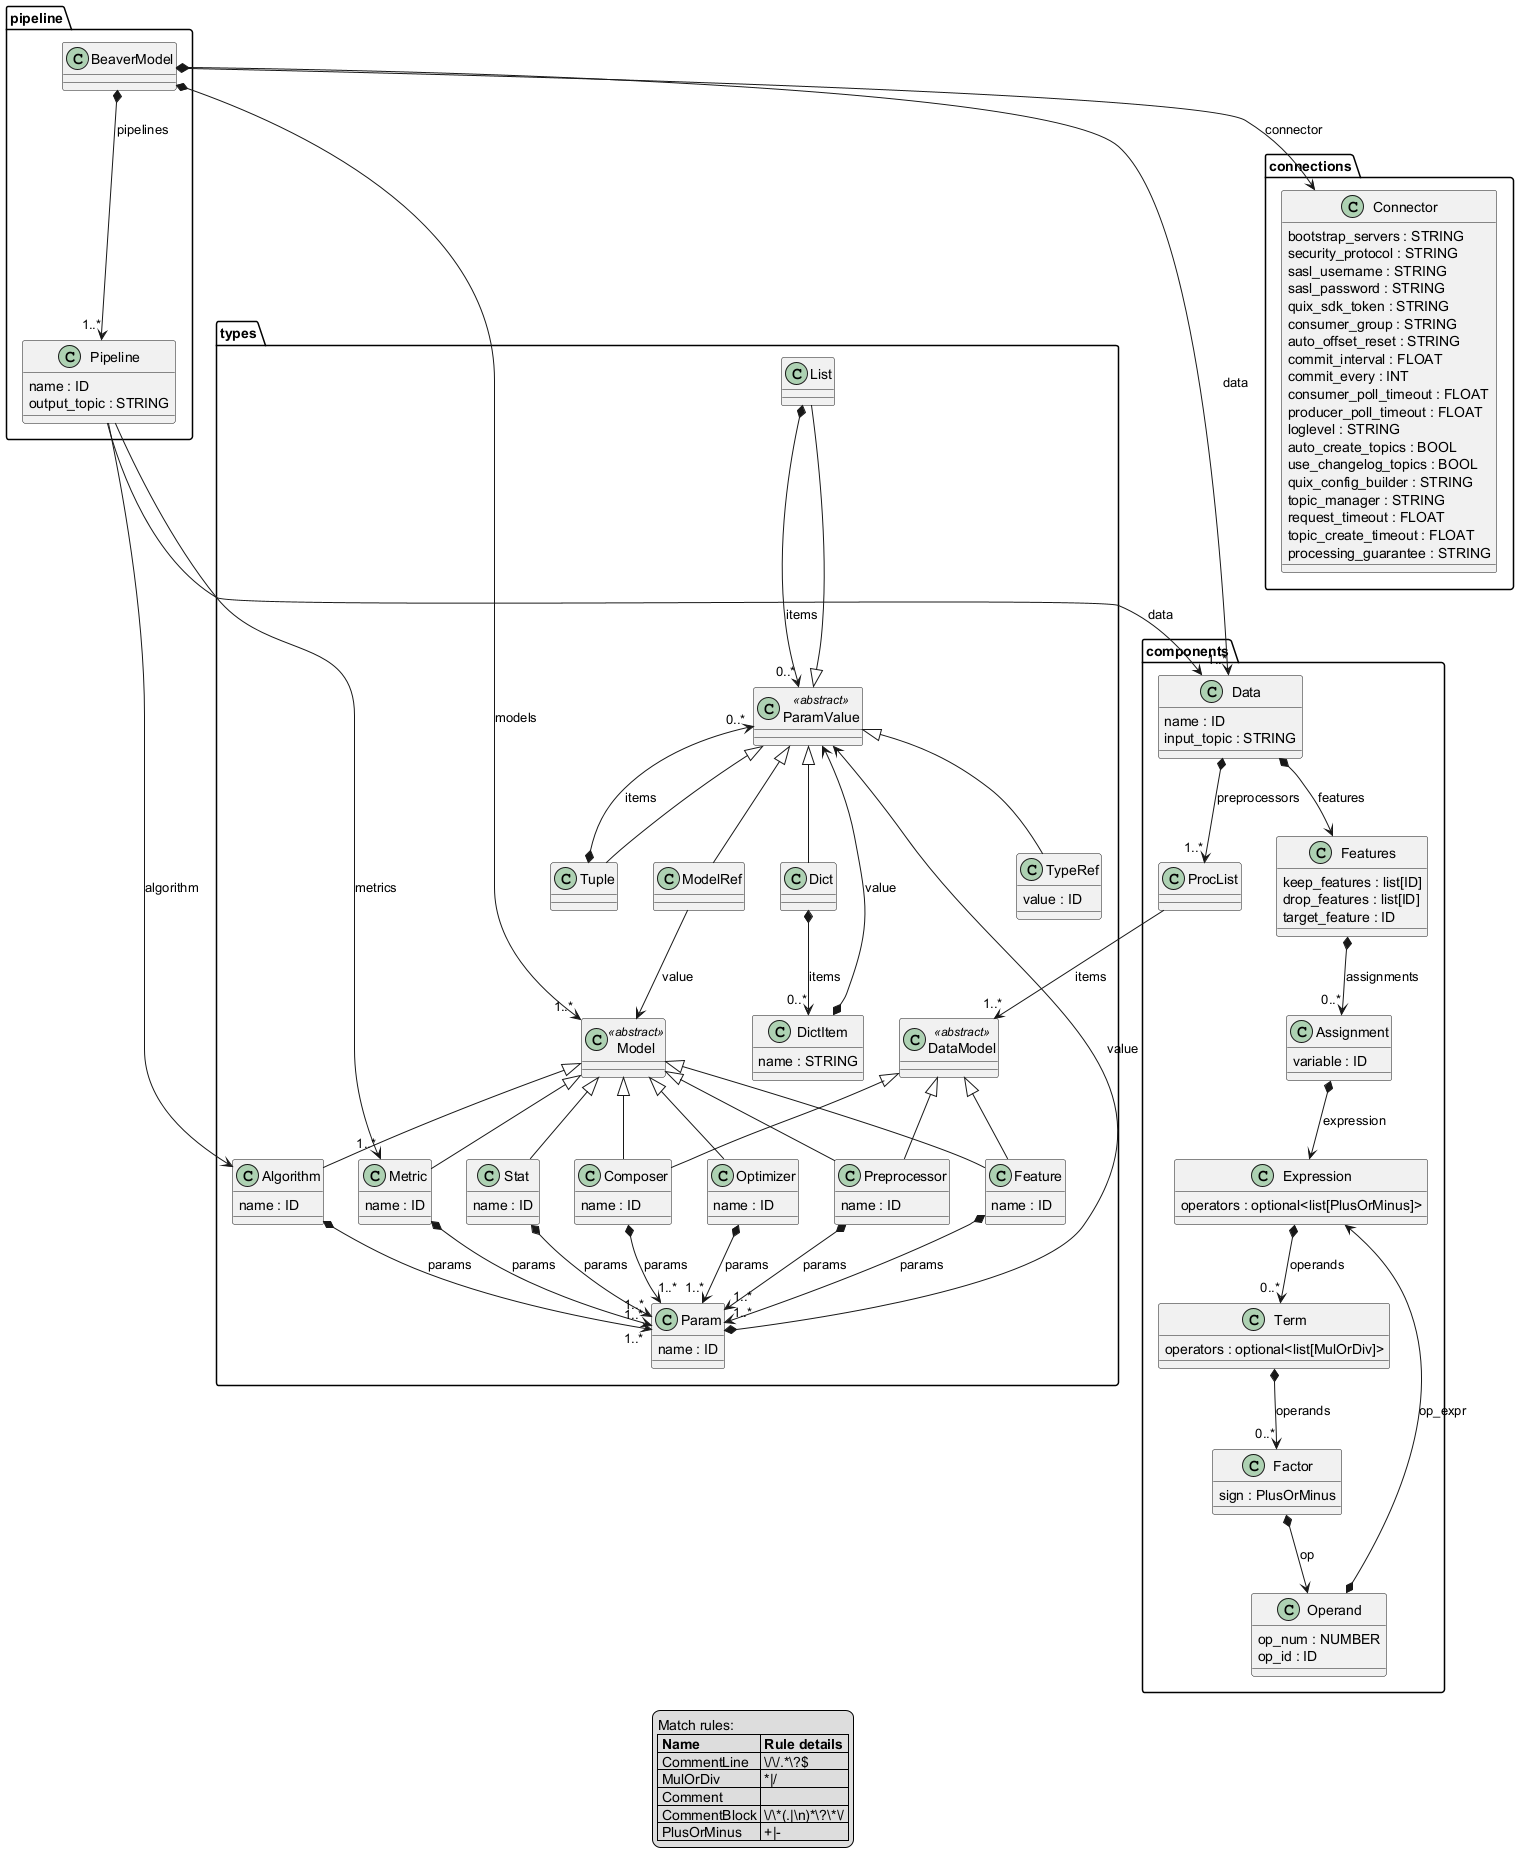 pipeline
C BeaverModel
pipelines
connector
connections
C Connector
bootstrap_servers : STRING
security_protocol : STRING
sasl_username : STRING
sasl_password : STRING
quix_sdk_token : STRING
consumer_group : STRING
auto_offset_reset : STRING
commit_interval : FLOAT
commit_every : INT
consumer_poll_timeout : FLOAT
producer_poll_timeout : FLOAT
loglevel : STRING
auto_create_topics : BOOL
use_changelog_topics : BOOL
quix_config_builder : STRING
topic_manager : STRING
request_timeout : FLOAT
topic_create_timeout : FLOAT
processing_guarantee : STRING
1..*
C Pipeline
name : ID
output_topic : STRING
types
C List
data
items
data
0..*
C «abstract»
ParamValue
0..*
models
components
1..*
C Data
name : ID
input_topic : STRING
items
preprocessors
features
1..*
C Tuple
C ModelRef
C Dict
value
C TypeRef
value : ID
C ProcList
C Features
keep_features : list[ID]
drop_features : list[ID]
target_feature : ID
algorithm
metrics
value
items
items
assignments
1..*
0..*
1..*
0..*
C «abstract»
Model
C DictItem
name : STRING
C «abstract»
DataModel
value
C Assignment
variable : ID
expression
1..*
C Algorithm
name : ID
C Metric
name : ID
C Stat
name : ID
C Composer
name : ID
C Optimizer
name : ID
C Preprocessor
name : ID
C Feature
name : ID
C Expression
operators : optional<list[PlusOrMinus]>
params
params
params
params
params
params
params
operands
1..*
1..*
1..*
1..*
1..*
1..*
1..*
0..*
C Param
name : ID
C Term
operators : optional<list[MulOrDiv]>
operands
op_expr
0..*
C Factor
sign : PlusOrMinus
op
C Operand
op_num : NUMBER
op_id : ID
Match rules:
Name Rule details
CommentLine \/\/.*\?$
MulOrDiv *|/
Comment
CommentBlock \/\*(.|\n)*\?\*\/
PlusOrMinus +|-